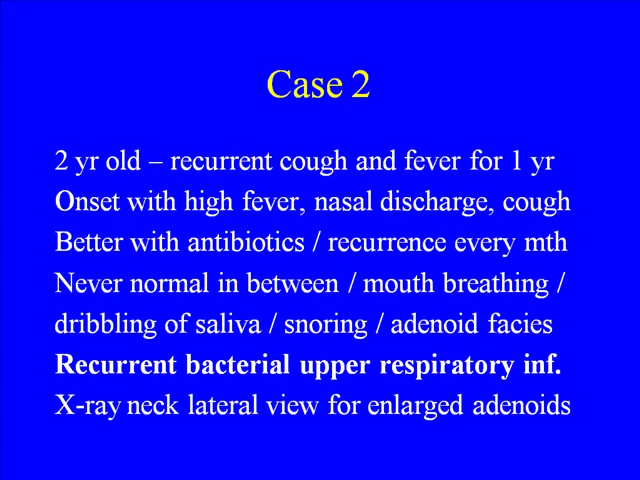 Case 2
2 yr old – recurrent cough and fever for 1 yr
Onset with high fever, nasal discharge, cough
Better with antibiotics / recurrence every mth
Never normal in between / mouth breathing /
dribbling of saliva / snoring / adenoid facies
Recurrent bacterial upper respiratory inf.
X-ray neck lateral view for enlarged adenoids